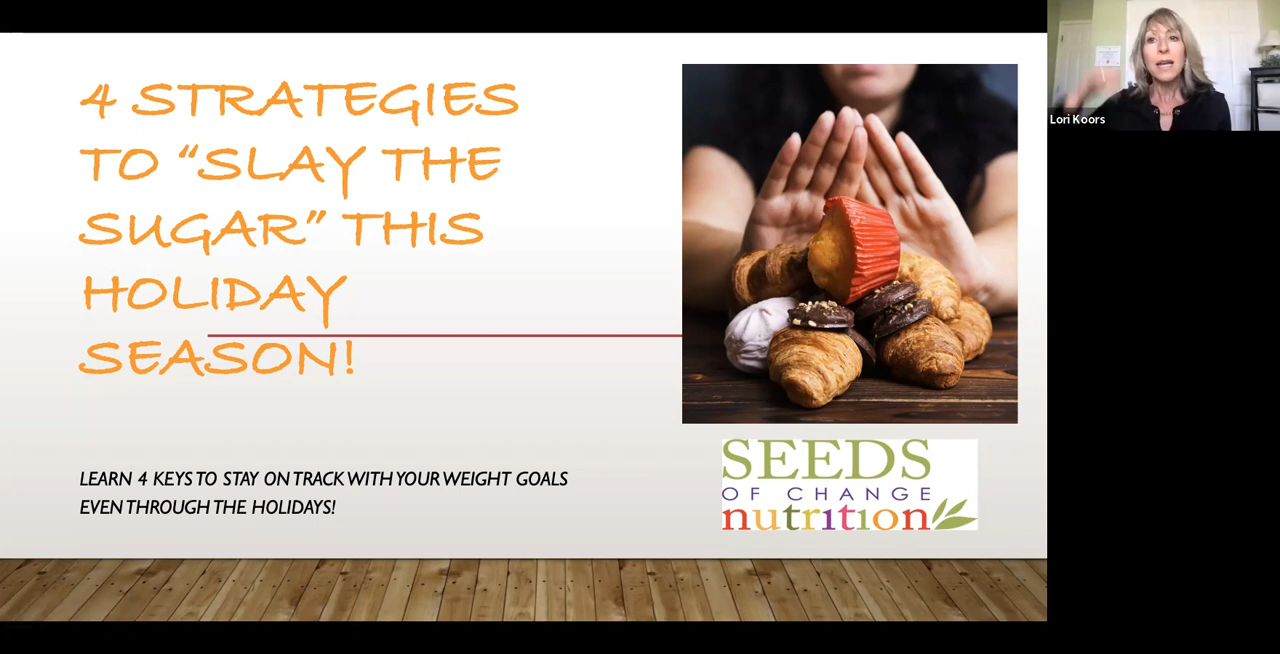 4 STRATEGIES
TO “SLAY THE
SUGAR” THIS
HOLIDAY
SEASON!
LEARN 4 KEYS TO STAY ON TRACK WITH YOUR WEIGHT GOALS
EVEN THROUGH THE HOLIDAYS!
SEEDS
OF CHANGE
nutrition
Lori Koors